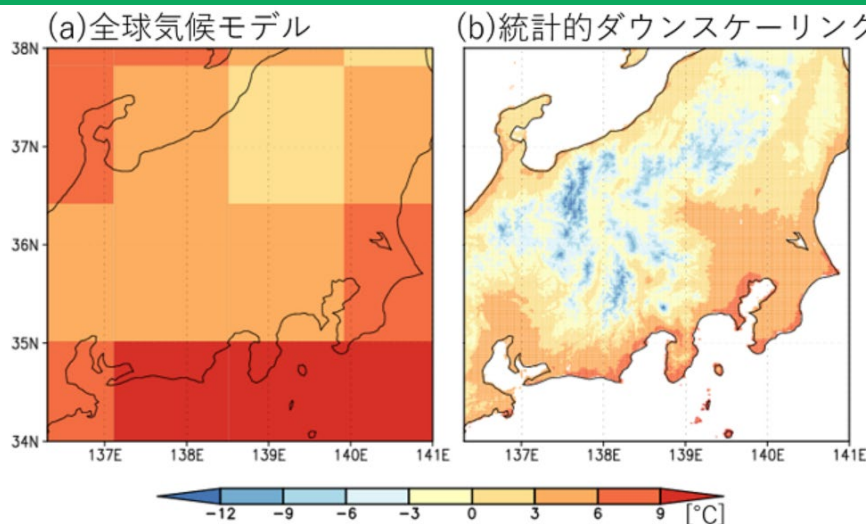 (a)全球気候モデル
(b)統計的ダウンスケーリング
38N
37N
36N
35N
34N
137E
138E
139E
140E
141E
137E
138E
139E
140E
141E
-12
-9
-6
-3
0
3
6
9
[°C]